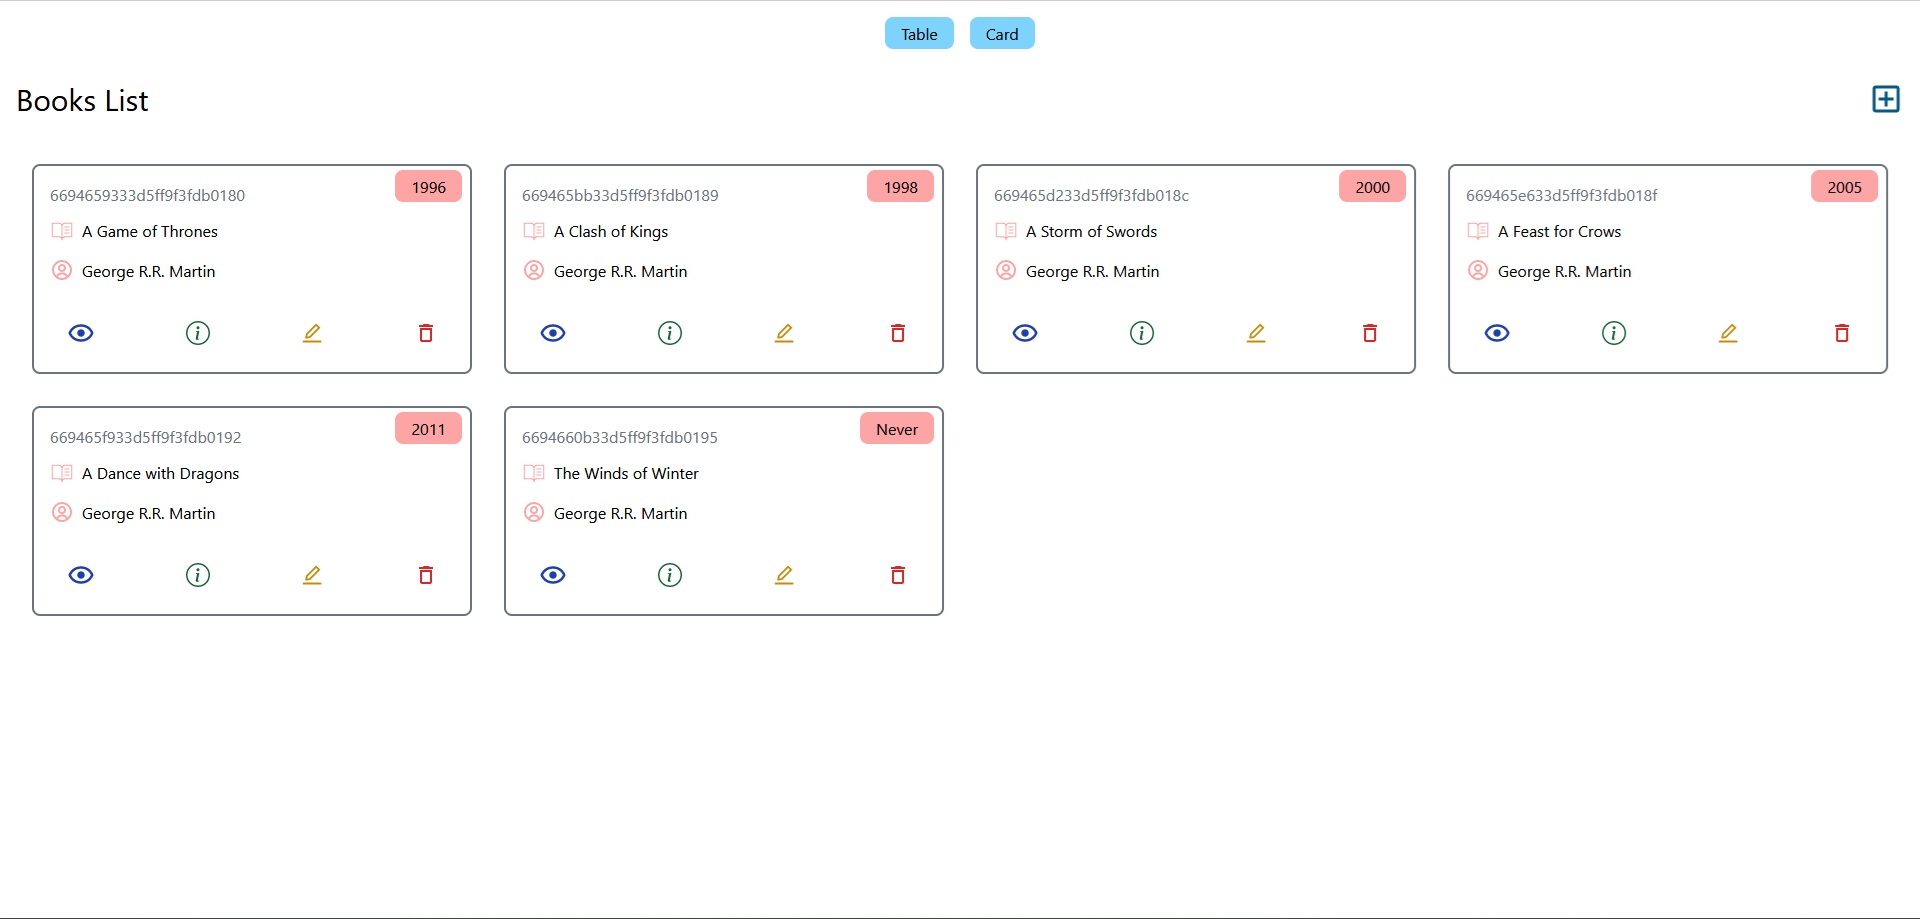 Table
Card
Books List
6694659333d5ff9f3fdb0180
1996
A Game of Thrones
George R.R. Martin
669465bb33d5ff9f3fdb0189
1998
A Clash of Kings
George R.R. Martin
669465d233d5ff9f3fdb018c
2000
A Storm of Swords
George R.R. Martin
669465e633d5ff9f3fdb018f
2005
A Feast for Crows
George R.R. Martin
669465f933d5ff9f3fdb0192
2011
A Dance with Dragons
George R.R. Martin
6694660b33d5ff9f3fdb0195
Never
The Winds of Winter
George R.R. Martin